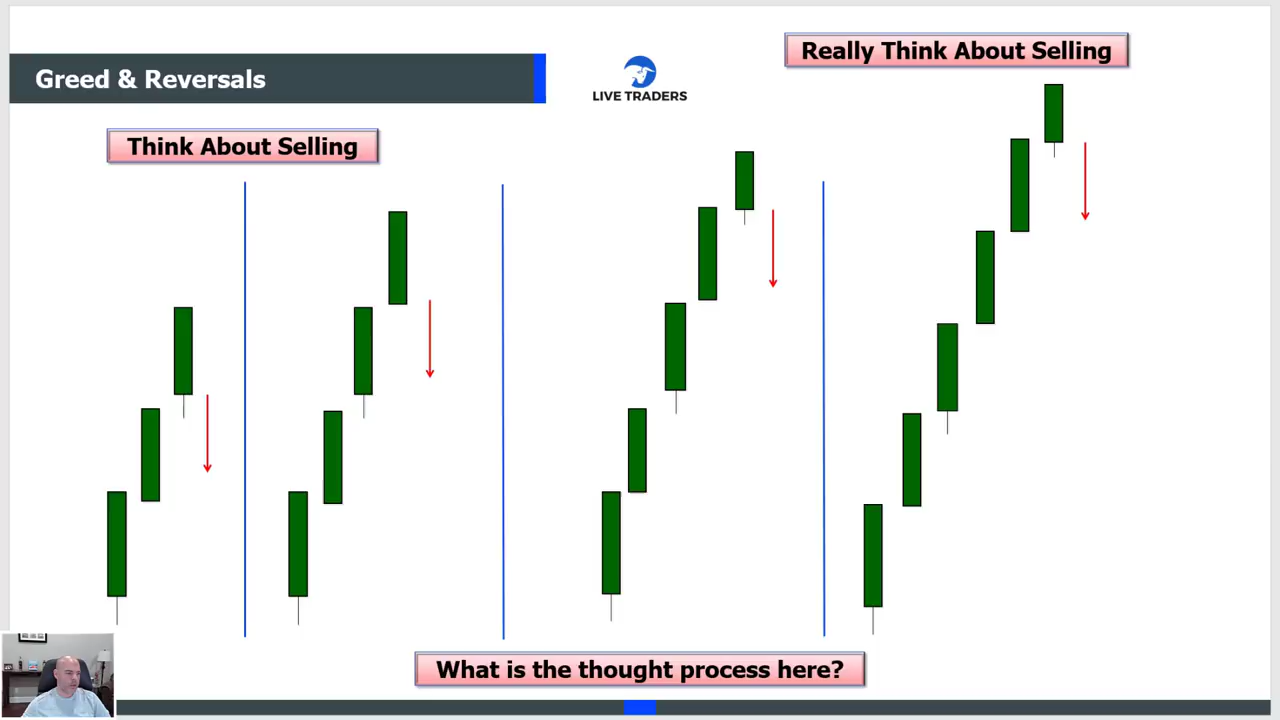 Really Think About Selling
Greed & Reversals
LIVE TRADERS
Think About Selling
What is the thought process here?